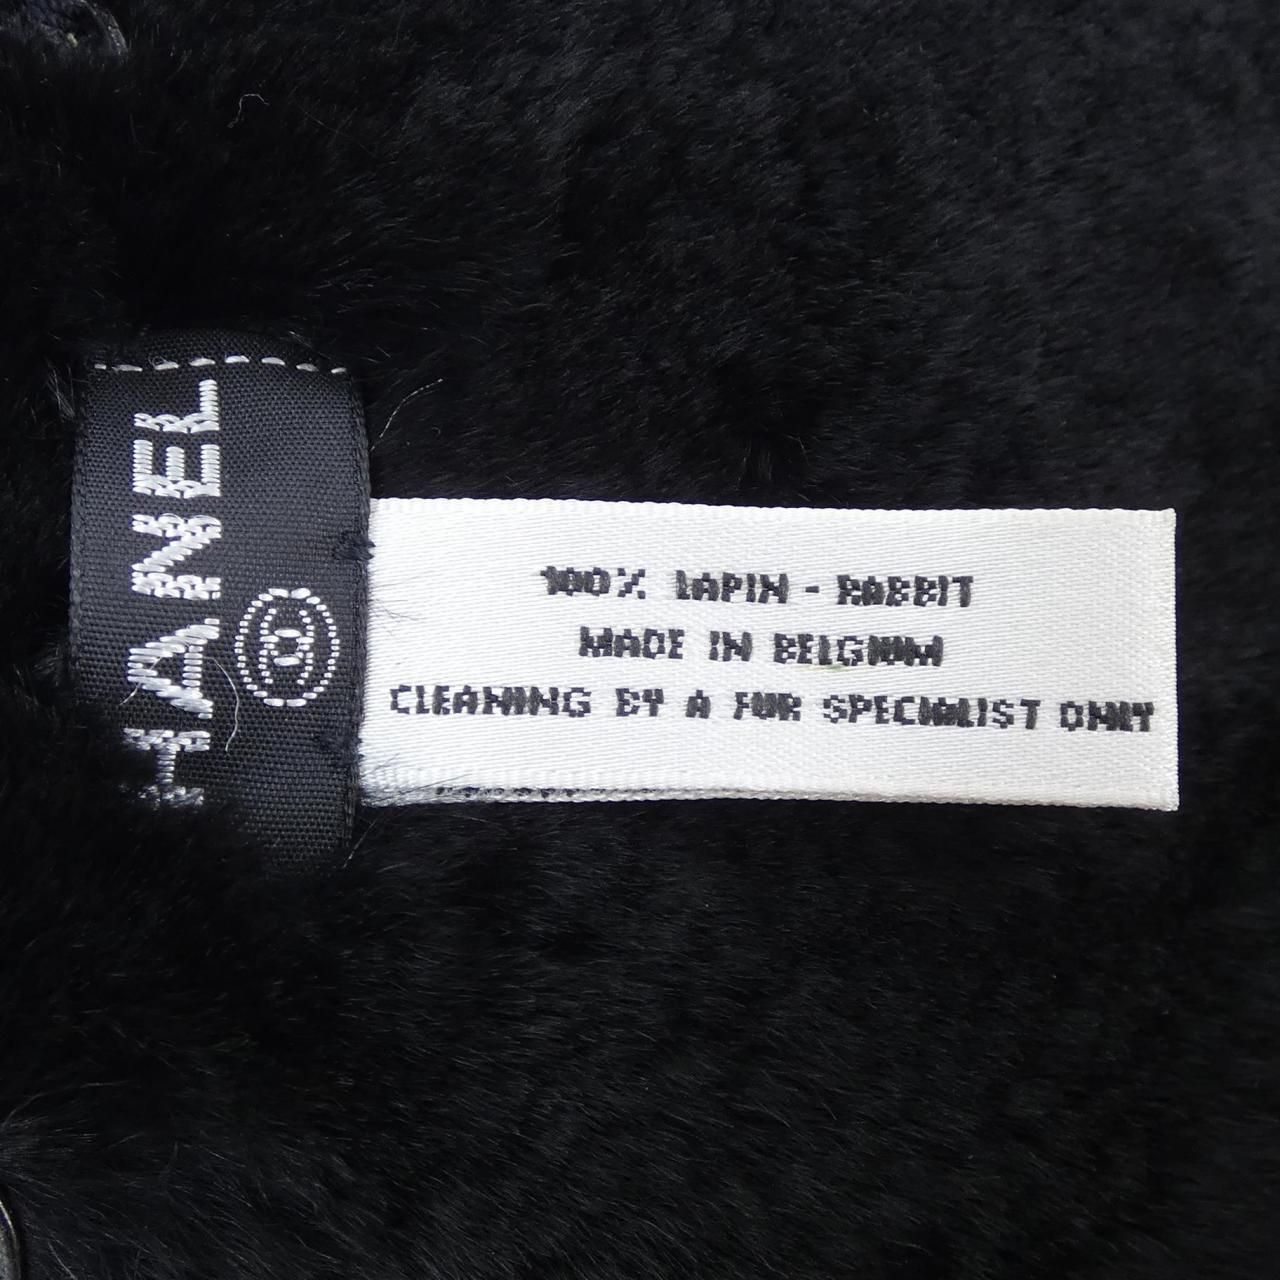 CHANEL
100% LAPIN - RABBIT
MADE IN BELGIUM
CLEANING BY A FUR SPECIALIST ONLY